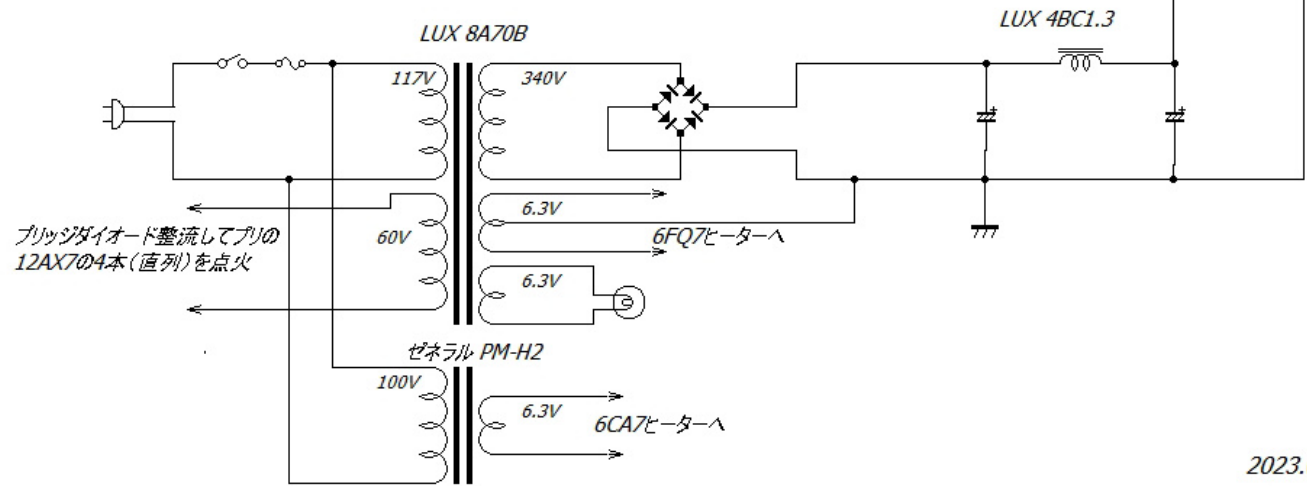 LUX 4BC1.3
LUX 8A70B
117V
340V
6.3V
60V
6FQ7ヒーターへ
ブリッジダイオード整流してプリの
12AX7の4本(直列)を点火
6.3V
ゼネラル PM-H2
100V
6.3V
6CA7ヒーターへ
2023.